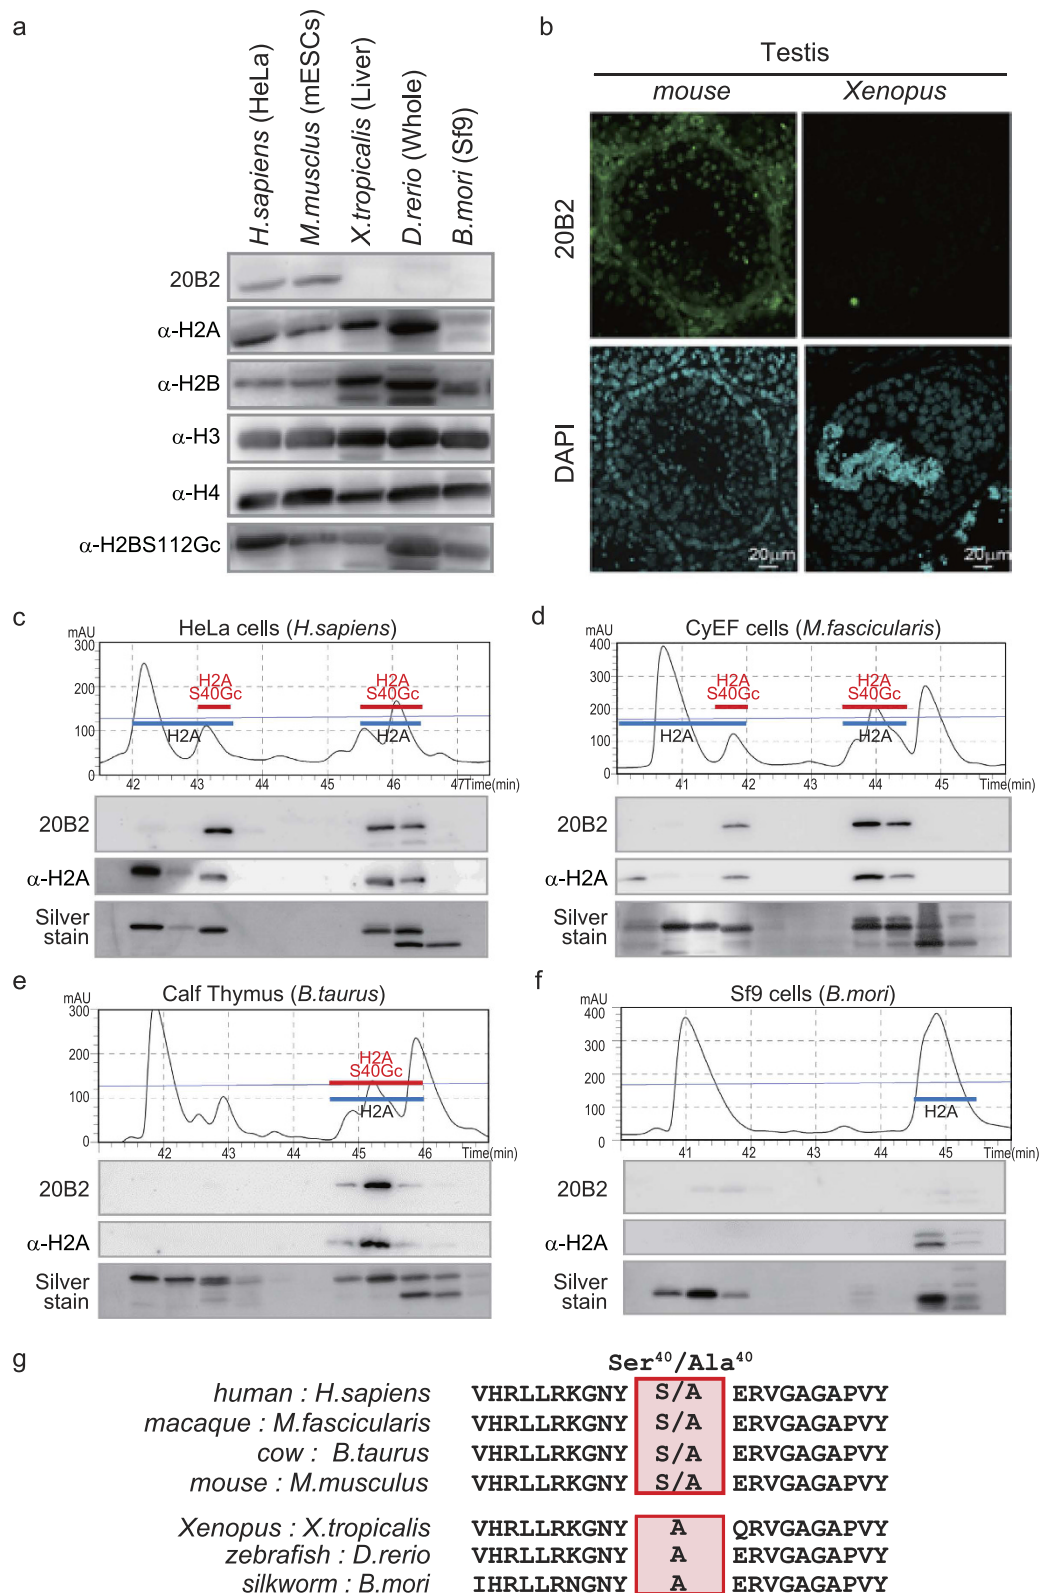 a
H.sapiens (HeLa)
M.musclus (mESCs)
X.tropicalis (Liver)
D.rerio (Whole)
B.mori (Sf9)
20B2
α-H2A
α-H2B
α-H3
α-H4
α-H2BS112Gc
b
Testis
mouse Xenopus
20B2
DAPI
20μm 20μm
c
HeLa cells (H.sapiens)
mAU
300
200
100
0
H2A
S40Gc
H2A
H2A
S40Gc
H2A
42 43 44 45 46 47 Time(min)
20B2
α-H2A
Silver
stain
d
CyEF cells (M.fascicularis)
mAU
400
300
200
100
0
H2A
S40Gc
H2A
H2A
S40Gc
H2A
41 42 43 44 45 Time(min)
20B2
α-H2A
Silver
stain
e
Calf Thymus (B.taurus)
mAU
300
200
100
0
H2A
S40Gc
H2A
42 43 44 45 46 Time(min)
20B2
α-H2A
Silver
stain
f
Sf9 cells (B.mori)
mAU
400
300
200
100
0
H2A
41 42 43 44 45 Time(min)
20B2
α-H2A
Silver
stain
g
Ser⁴⁰/Ala⁴⁰
human : H.sapiens VHRLLRKGNY S/A ERVGAGAPVY
macaque : M.fascicularis VHRLLRKGNY S/A ERVGAGAPVY
cow : B.taurus VHRLLRKGNY S/A ERVGAGAPVY
mouse : M.musculus VHRLLRKGNY S/A ERVGAGAPVY
Xenopus : X.tropicalis VHRLLRKGNY A QRVGAGAPVY
zebrafish : D.rerio VHRLLRKGNY A ERVGAGAPVY
silkworm : B.mori IHRLLRNGNY A ERVGAGAPVY